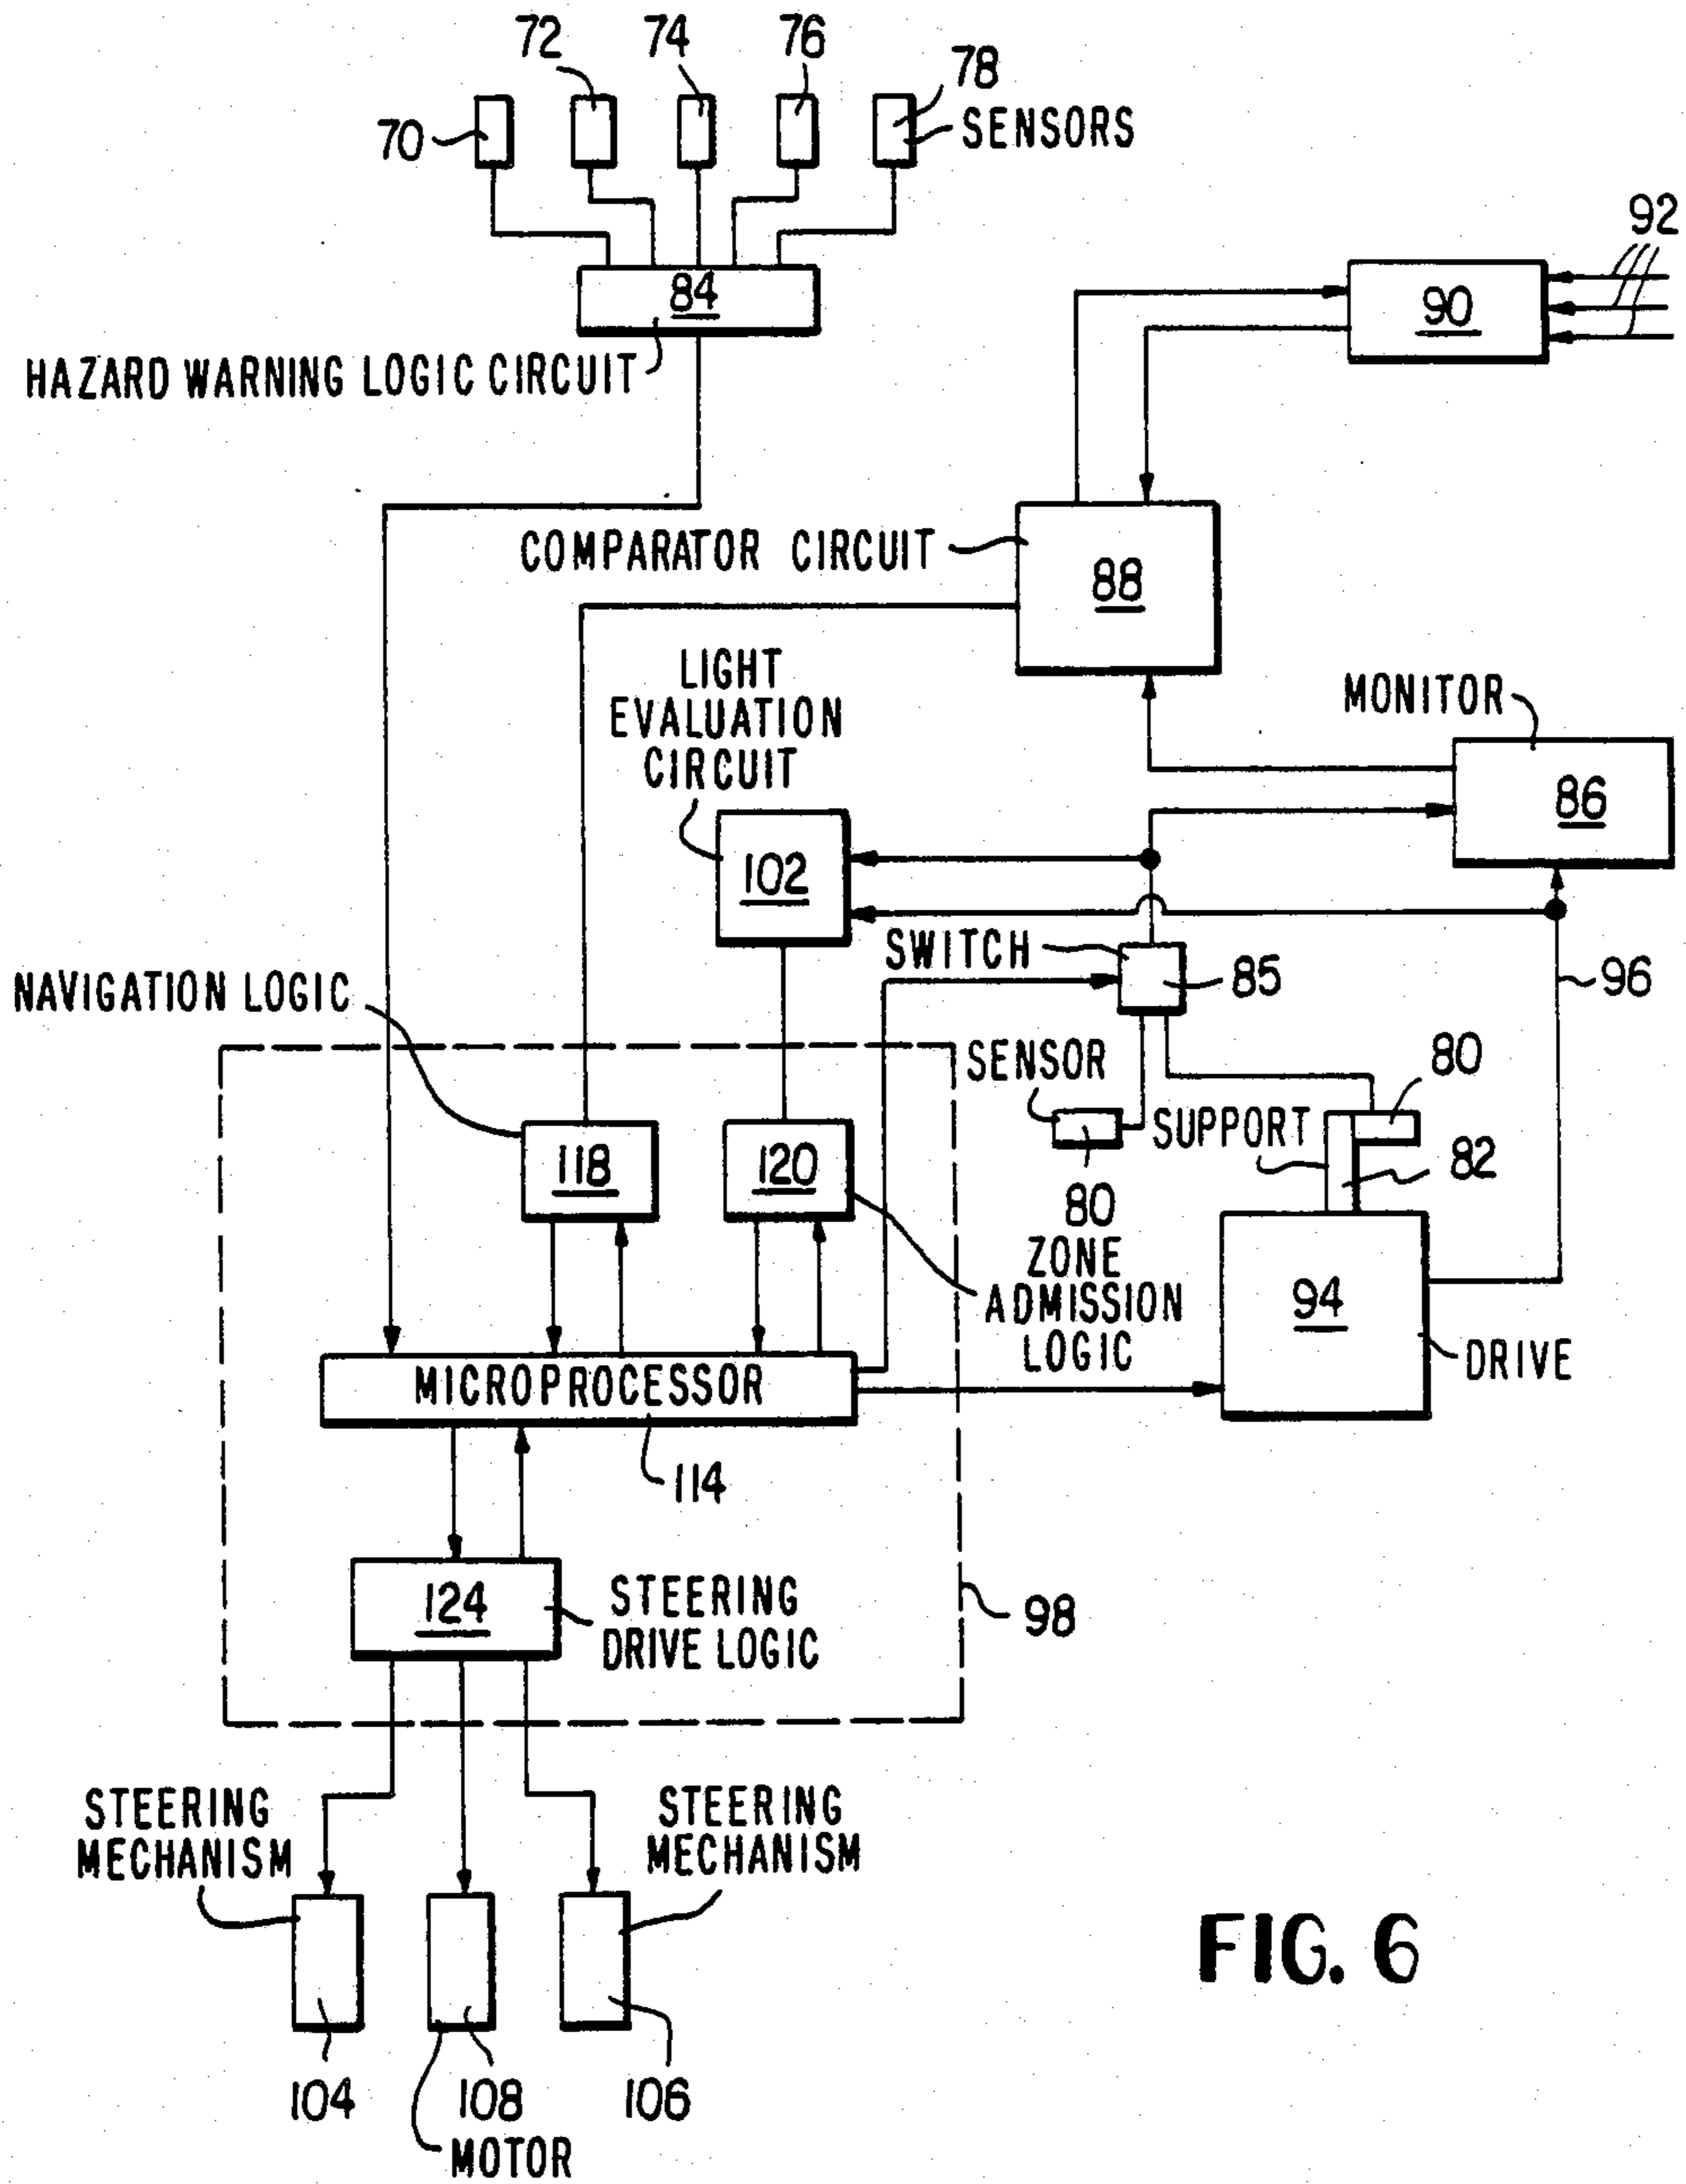 72
74
76
78
70
SENSORS
92
84
90
HAZARD WARNING LOGIC CIRCUIT
COMPARATOR CIRCUIT
88
LIGHT
EVALUATION
CIRCUIT
MONITOR
86
102
SWITCH
85
96
NAVIGATION LOGIC
SENSOR
80
80
SUPPORT
82
118
120
ZONE
ADMISSION
LOGIC
94
DRIVE
MICROPROCESSOR
114
124
STEERING
DRIVE LOGIC
98
STEERING
MECHANISM
STEERING
MECHANISM
104
108
106
MOTOR
FIG. 6